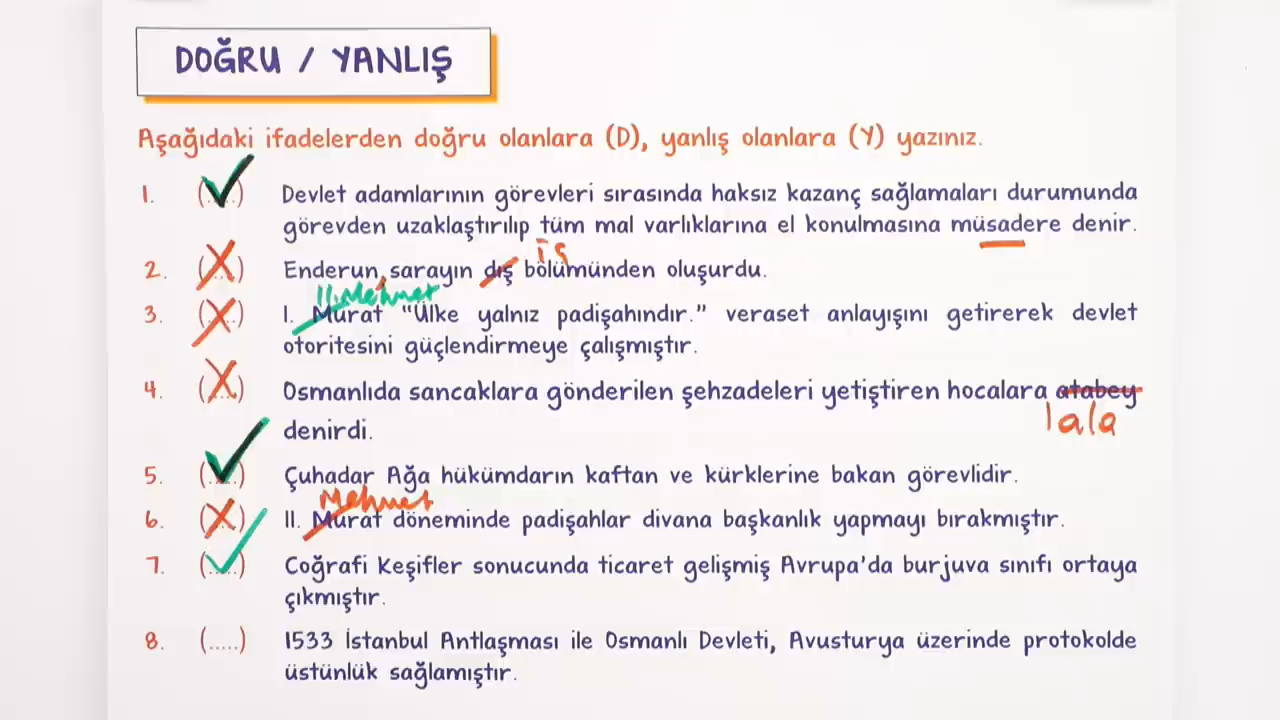 DOĞRU / YANLIŞ
Aşağıdaki ifadelerden doğru olanlara (D), yanlış olanlara (Y) yazınız.
1. (.....) Devlet adamlarının görevleri sırasında haksız kazanç sağlamaları durumunda
görevden uzaklaştırılıp tüm mal varlıklarına el konulmasına müsadere denir.
iç
2. (.....) Enderun, sarayın dış bölümünden oluşurdu.
II. Mehmet
3. (.....) I. Murat “Ülke yalnız padişahındır.” veraset anlayışını getirerek devlet
otoritesini güçlendirmeye çalışmıştır.
4. (.....) Osmanlıda sancaklara gönderilen şehzadeleri yetiştiren hocalara atabey
lala
denirdi.
5. (.....) Çuhadar Ağa hükümdarın kaftan ve kürklerine bakan görevlidir.
Mehmet
6. (.....) II. Murat döneminde padişahlar divana başkanlık yapmayı bırakmıştır.
7. (.....) Coğrafi Keşifler sonucunda ticaret gelişmiş Avrupa'da burjuva sınıfı ortaya
çıkmıştır.
8. (.....) 1533 İstanbul Antlaşması ile Osmanlı Devleti, Avusturya üzerinde protokolde
üstünlük sağlamıştır.